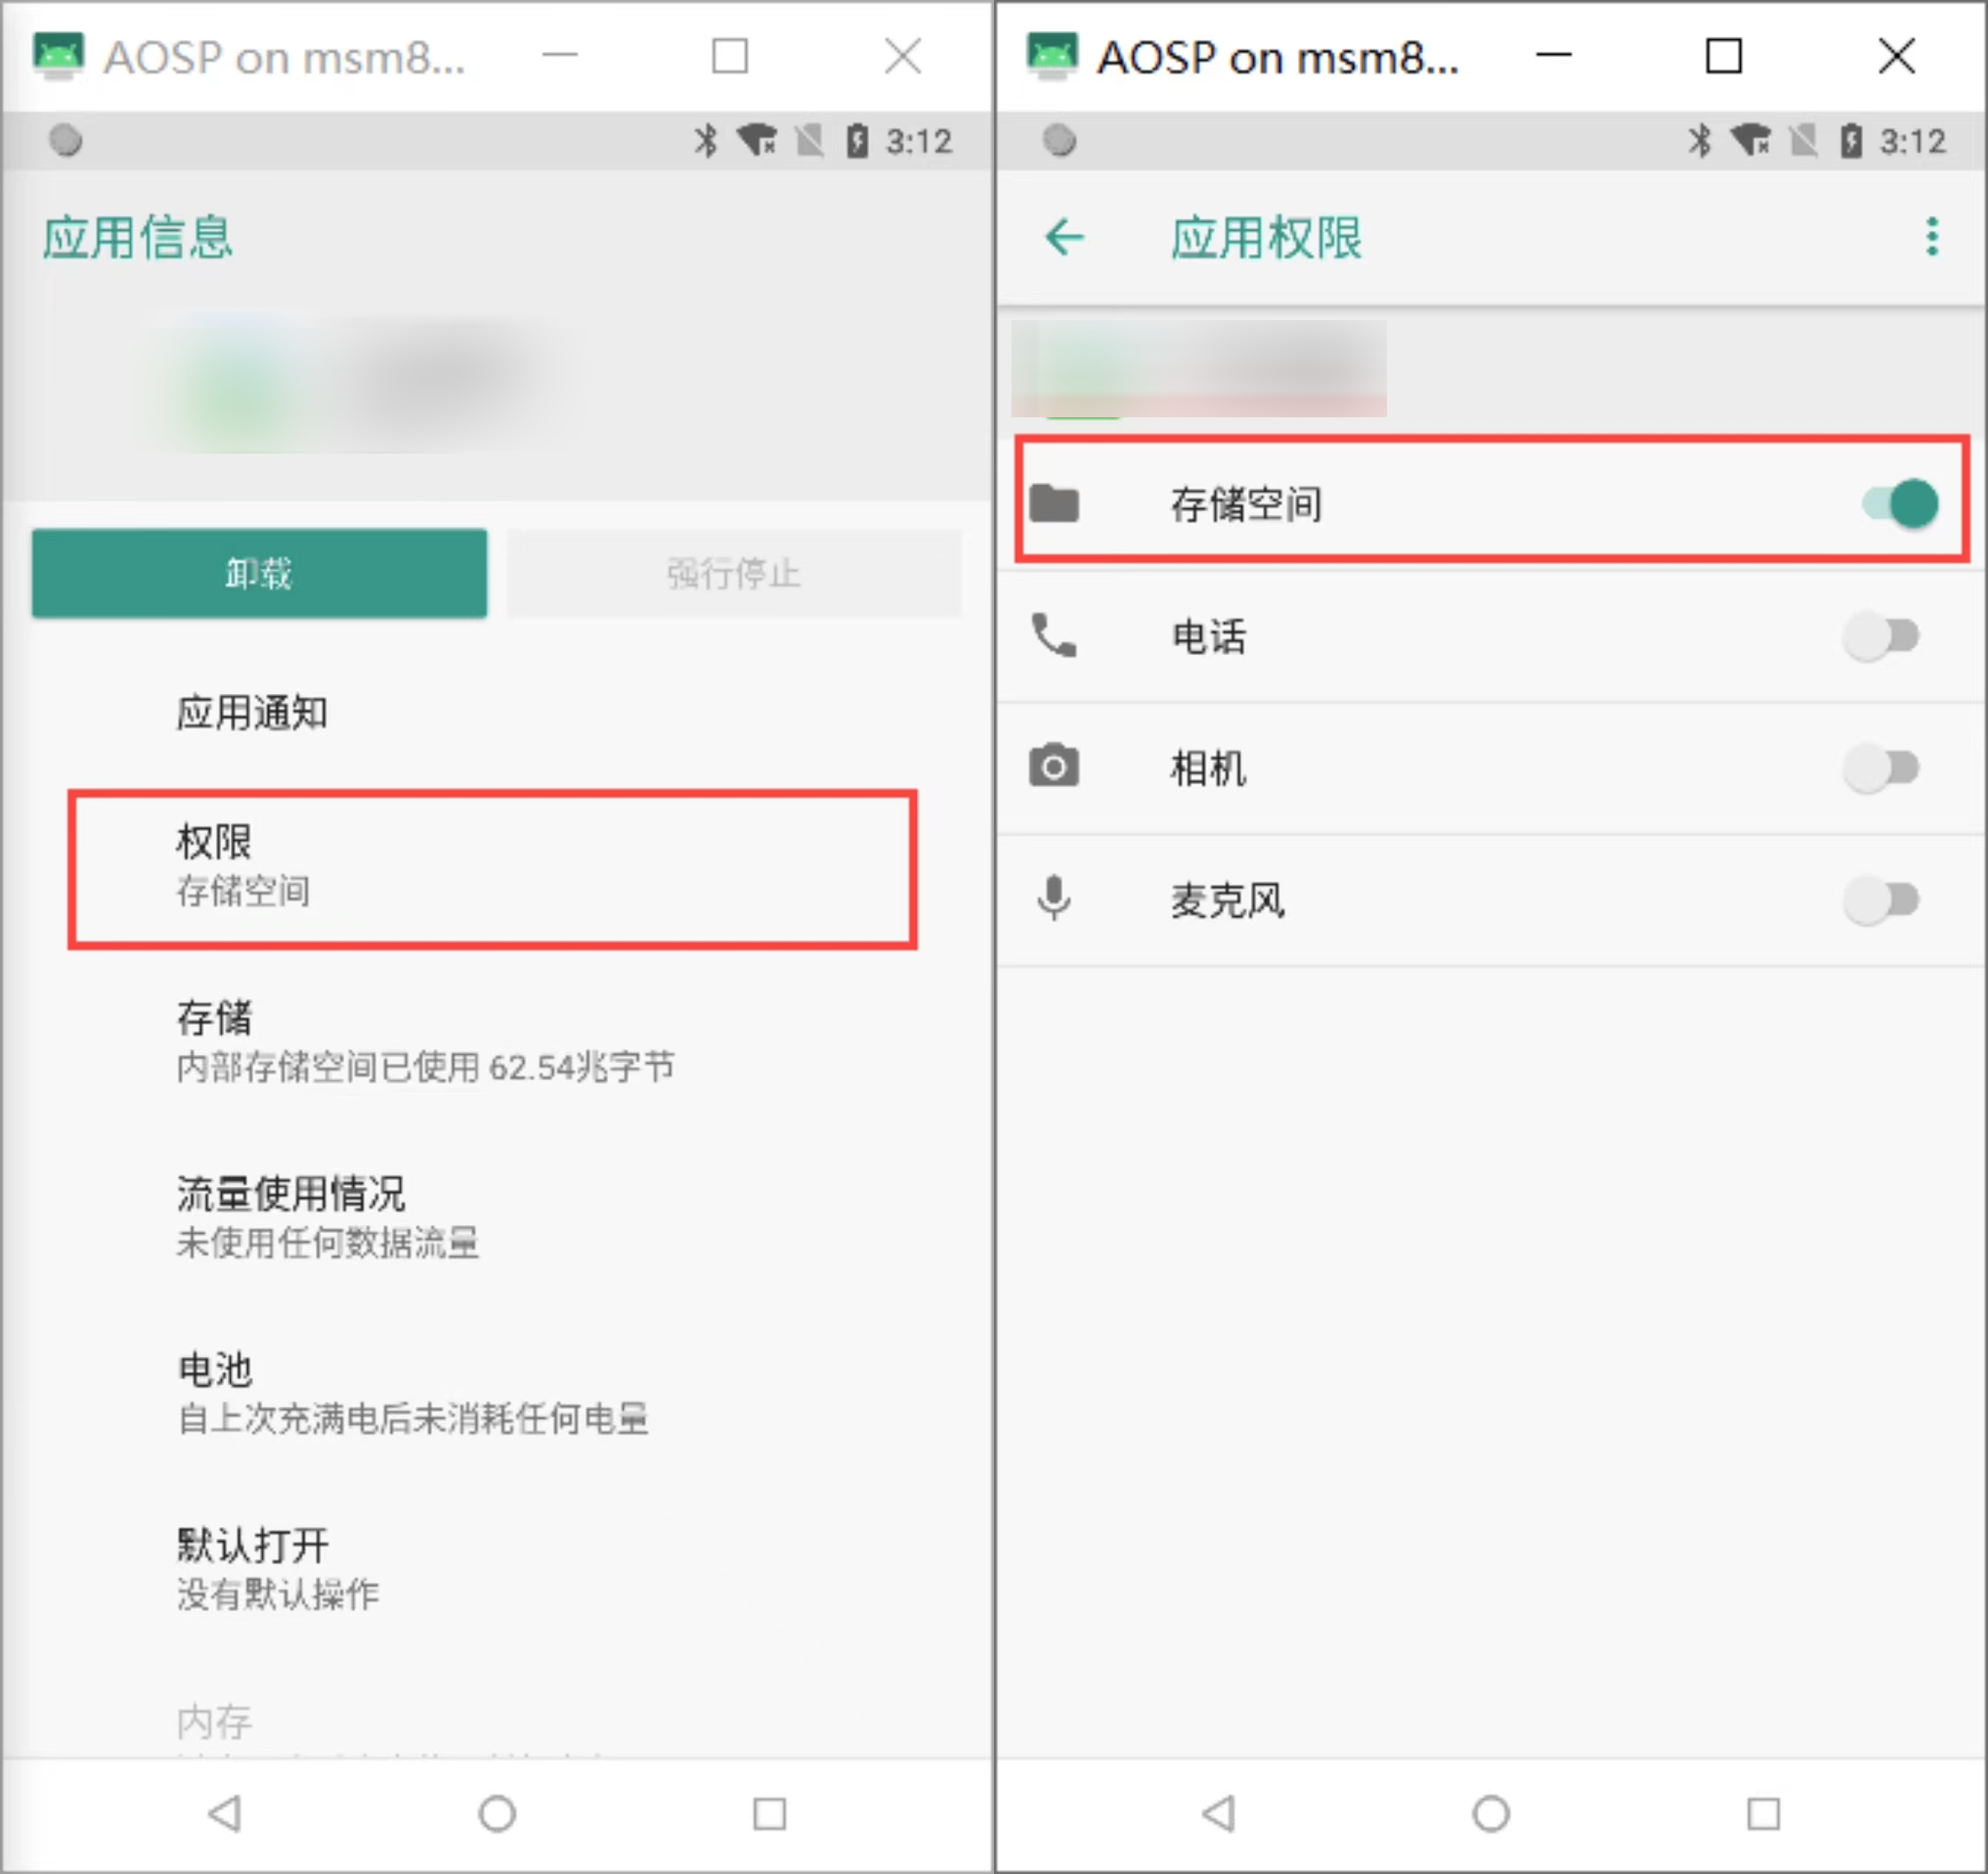 AOSP on msm8...
3:12
应用信息
卸载
强行停止
应用通知
权限
存储空间
存储
内部存储空间已使用 62.54兆字节
流量使用情况
未使用任何数据流量
电池
自上次充满电后未消耗任何电量
默认打开
没有默认操作
内存
AOSP on msm8...
3:12
应用权限
存储空间
电话
相机
麦克风